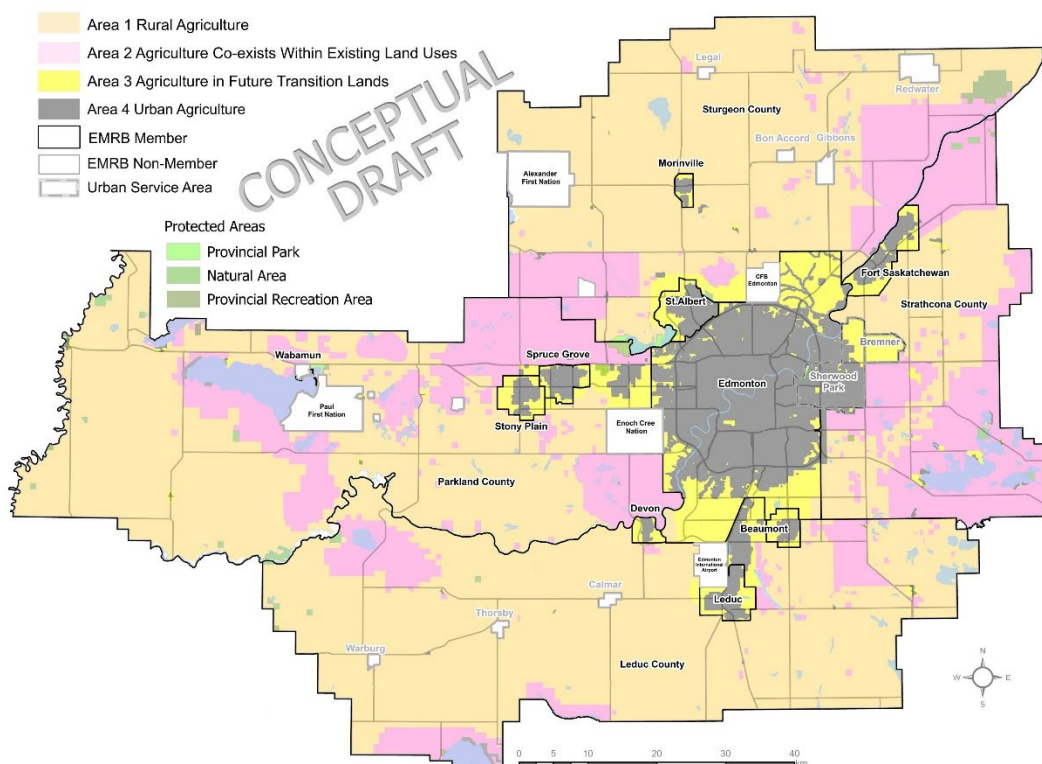 Area 1 Rural Agriculture
Area 2 Agriculture Co-exists Within Existing Land Uses
Area 3 Agriculture in Future Transition Lands
Area 4 Urban Agriculture
EMRB Member
EMRB Non-Member
Urban Service Area
Protected Areas
Provincial Park
Natural Area
Provincial Recreation Area
CONCEPTUAL
DRAFT
Legal
Redwater
Sturgeon County
Bon Accord
Gibbons
Morinville
Alexander
First Nation
CFB
Edmonton
Fort Saskatchewan
St.Albert
Strathcona County
Bremner
Wabamun
Spruce Grove
Edmonton
Sherwood
Park
Paul
First Nation
Stony Plain
Enoch Cree
Nation
Parkland County
Devon
Beaumont
Edmonton
International
Airport
Calmar
Leduc
Thorsby
Warburg
Leduc County
N
W
E
S
0
5
10
20
30
40
km